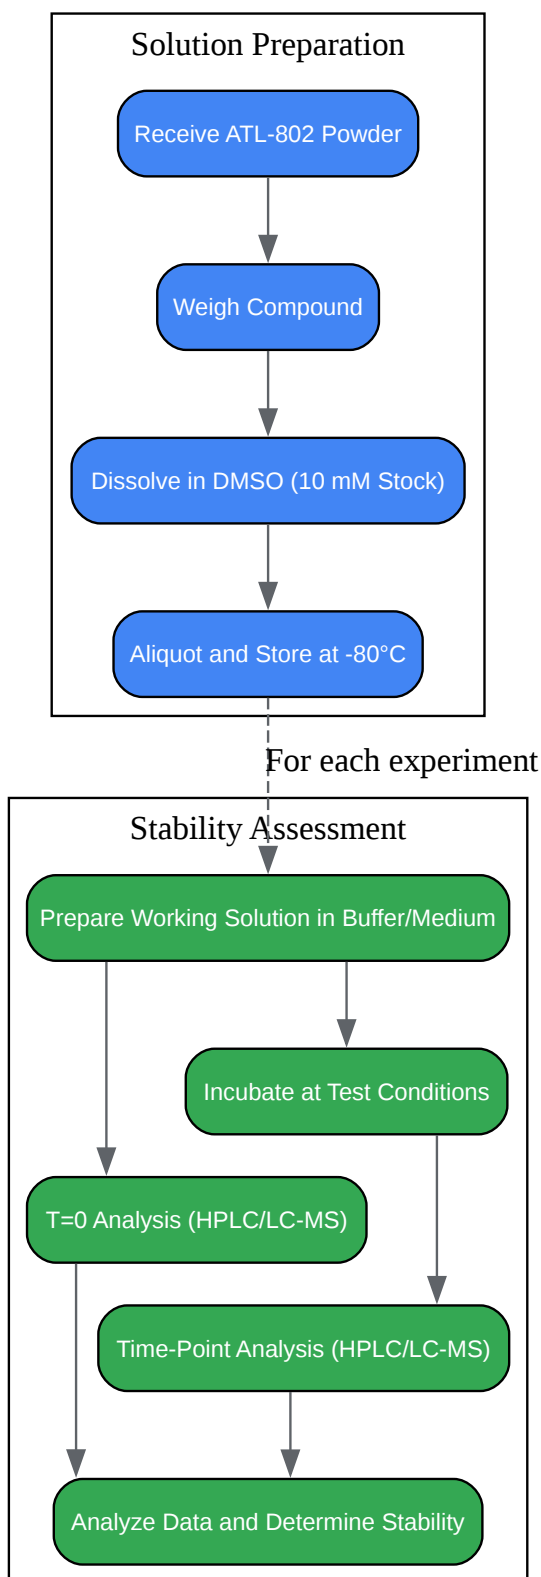 Solution Preparation
Receive ATL-802 Powder
Weigh Compound
Dissolve in DMSO (10 mM Stock)
Aliquot and Store at -80°C
For each experiment
Stability Assessment
Prepare Working Solution in Buffer/Medium
Incubate at Test Conditions
T=0 Analysis (HPLC/LC-MS)
Time-Point Analysis (HPLC/LC-MS)
Analyze Data and Determine Stability